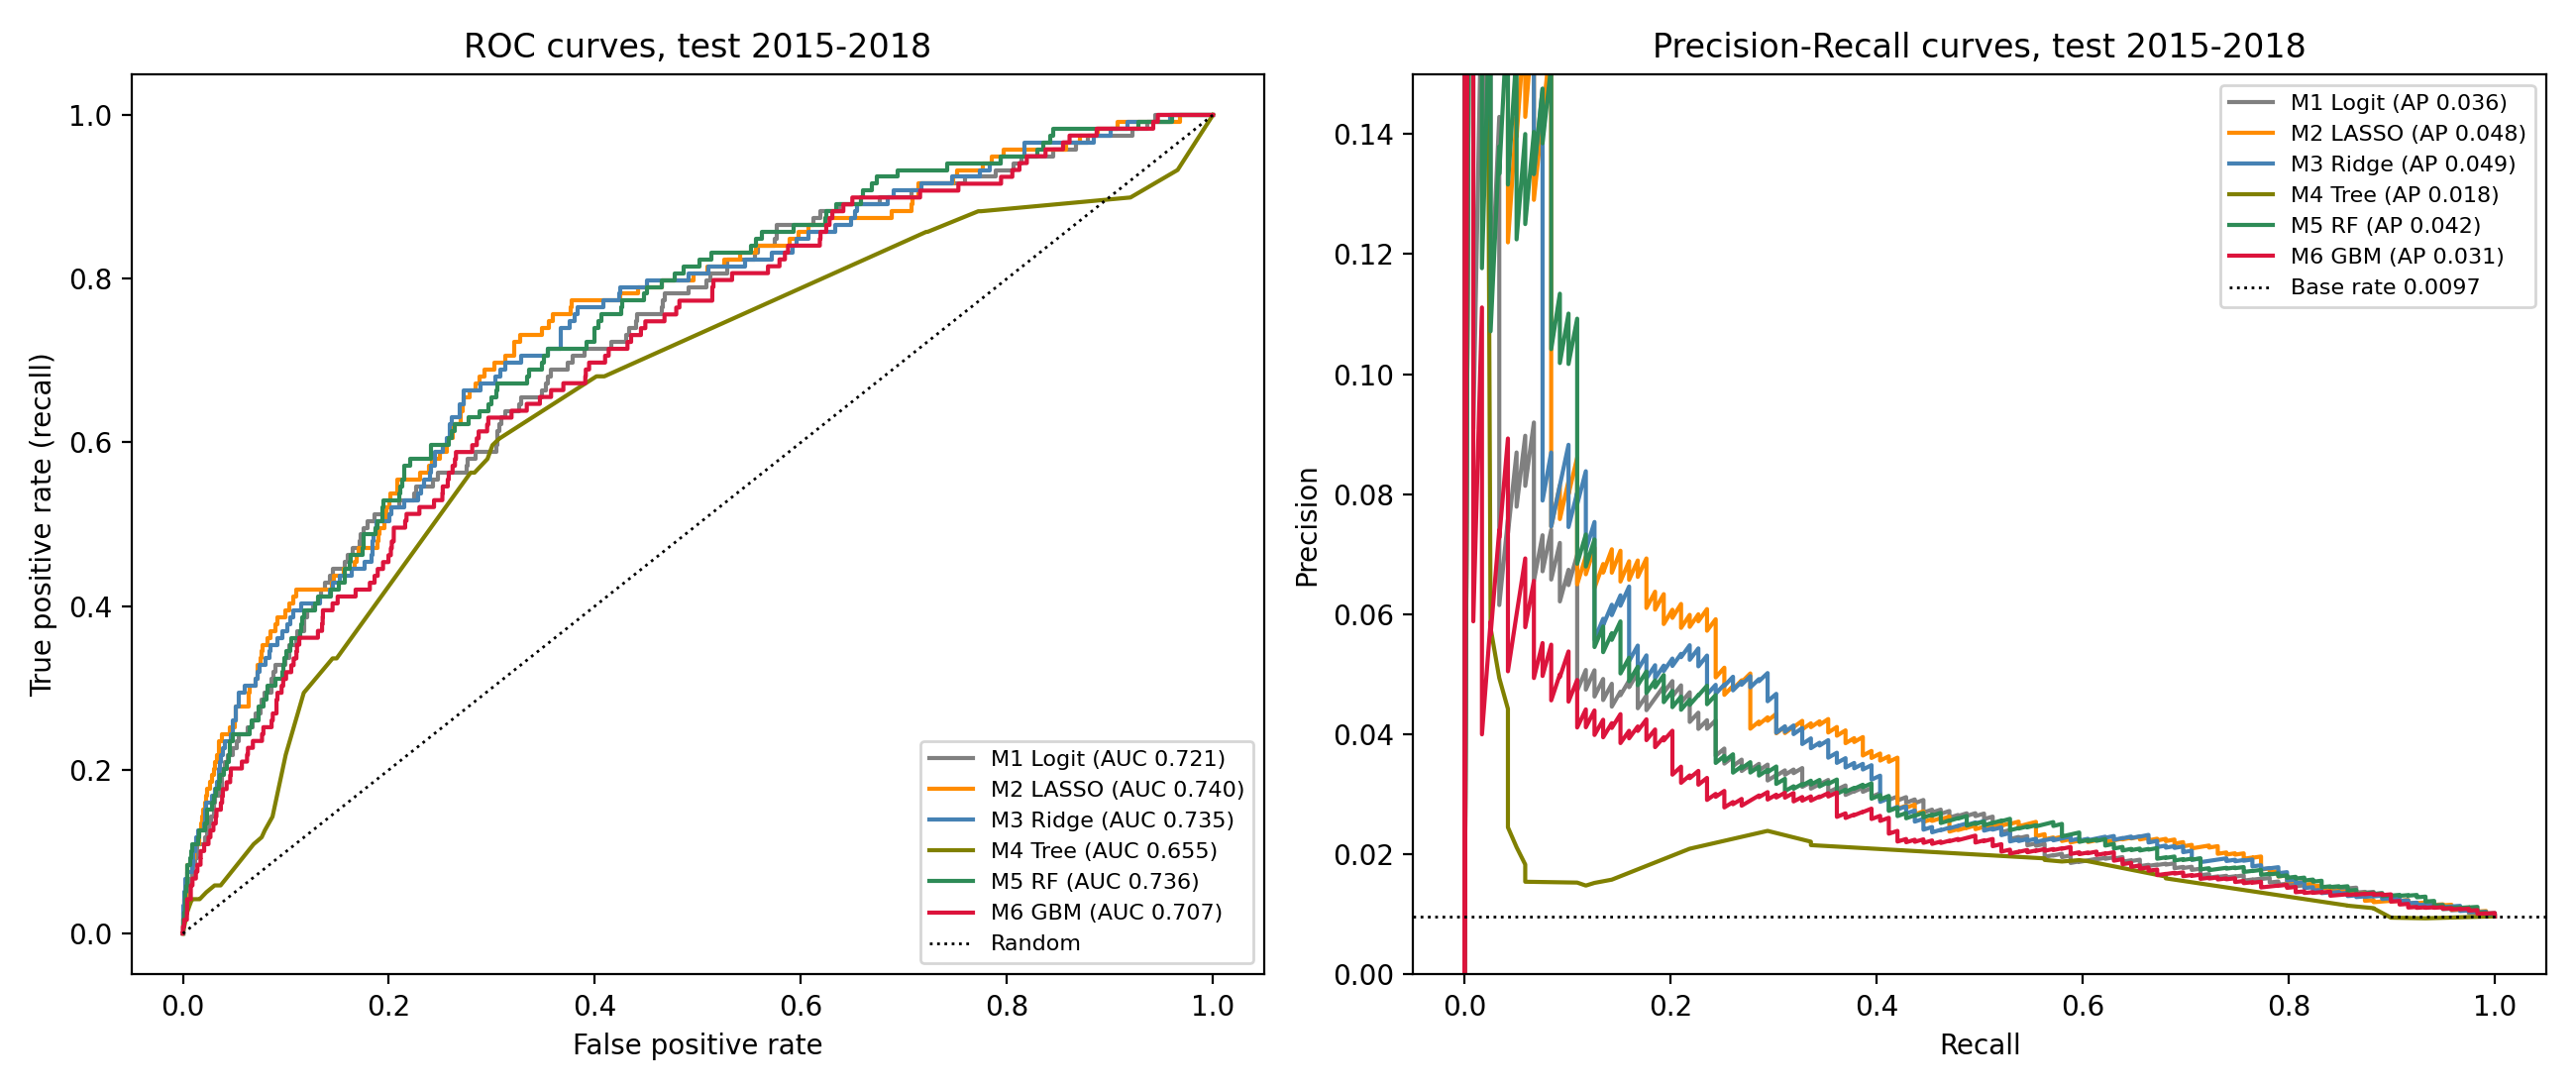 ROC curves, test 2015-2018
True positive rate (recall)
1.0
0.8
0.6
0.4
0.2
0.0
M1 Logit (AUC 0.721)
M2 LASSO (AUC 0.740)
M3 Ridge (AUC 0.735)
M4 Tree (AUC 0.655)
M5 RF (AUC 0.736)
M6 GBM (AUC 0.707)
Random
0.0 0.2 0.4 0.6 0.8 1.0
False positive rate
Precision-Recall curves, test 2015-2018
Precision
0.14
0.12
0.10
0.08
0.06
0.04
0.02
0.00
M1 Logit (AP 0.036)
M2 LASSO (AP 0.048)
M3 Ridge (AP 0.049)
M4 Tree (AP 0.018)
M5 RF (AP 0.042)
M6 GBM (AP 0.031)
Base rate 0.0097
0.0 0.2 0.4 0.6 0.8 1.0
Recall